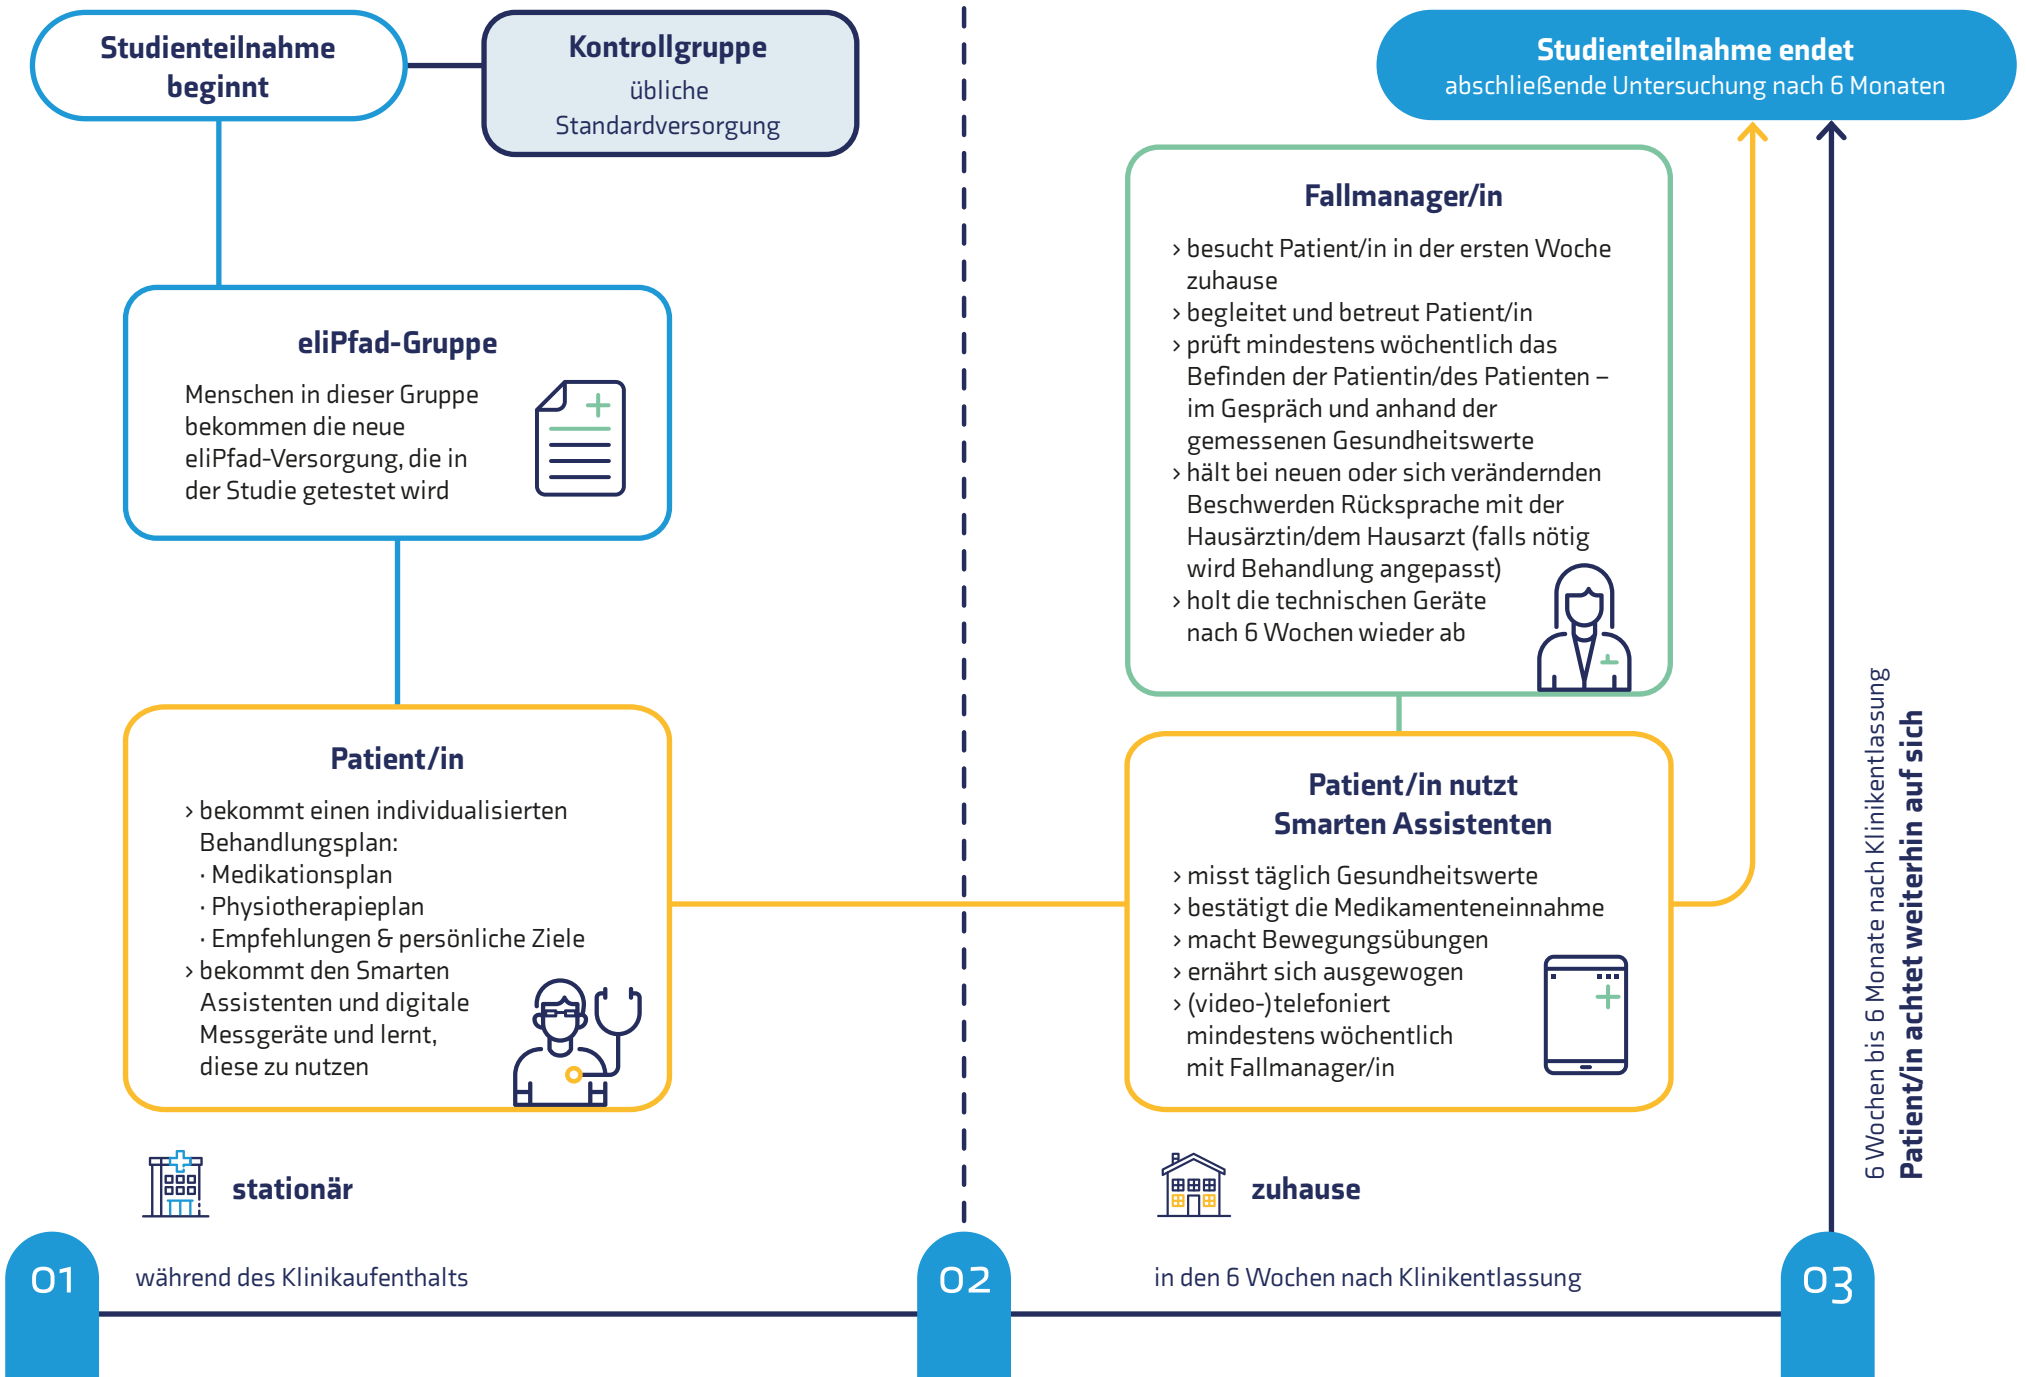 Studienteilnahme
beginnt
Kontrollgruppe
übliche
Standardversorgung
eliPfad-Gruppe
Menschen in dieser Gruppe
bekommen die neue
eliPfad-Versorgung, die in
der Studie getestet wird
Patient/in
› bekommt einen individualisierten
Behandlungsplan:
· Medikationsplan
· Physiotherapieplan
· Empfehlungen & persönliche Ziele
› bekommt den Smarten
Assistenten und digitale
Messgeräte und lernt,
diese zu nutzen
stationär
01
während des Klinikaufenthalts
Studienteilnahme endet
abschließende Untersuchung nach 6 Monaten
Fallmanager/in
› besucht Patient/in in der ersten Woche
zuhause
› begleitet und betreut Patient/in
› prüft mindestens wöchentlich das
Befinden der Patientin/des Patienten –
im Gespräch und anhand der
gemessenen Gesundheitswerte
› hält bei neuen oder sich verändernden
Beschwerden Rücksprache mit der
Hausärztin/dem Hausarzt (falls nötig
wird Behandlung angepasst)
› holt die technischen Geräte
nach 6 Wochen wieder ab
Patient/in nutzt
Smarten Assistenten
› misst täglich Gesundheitswerte
› bestätigt die Medikamenteneinnahme
› macht Bewegungsübungen
› ernährt sich ausgewogen
› (video-)telefoniert
mindestens wöchentlich
mit Fallmanager/in
zuhause
02
in den 6 Wochen nach Klinikentlassung
03
6 Wochen bis 6 Monate nach Klinikentlassung
Patient/in achtet weiterhin auf sich